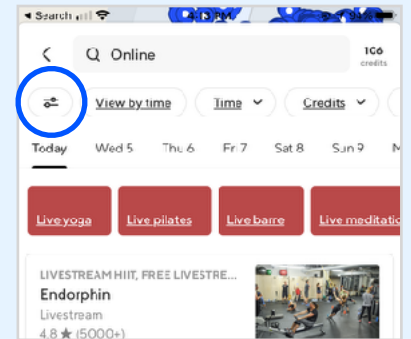 Search
Online
106
credits
View by time
Time
Credits
Today
Wed 5
Thu 6
Fri 7
Sat 8
Sun 9
M
Live yoga
Live pilates
Live barre
Live meditatic
LIVESTREAM HIIT, FREE LIVESTRE...
Endorphin
Livestream
4.8 ★ (5000+)